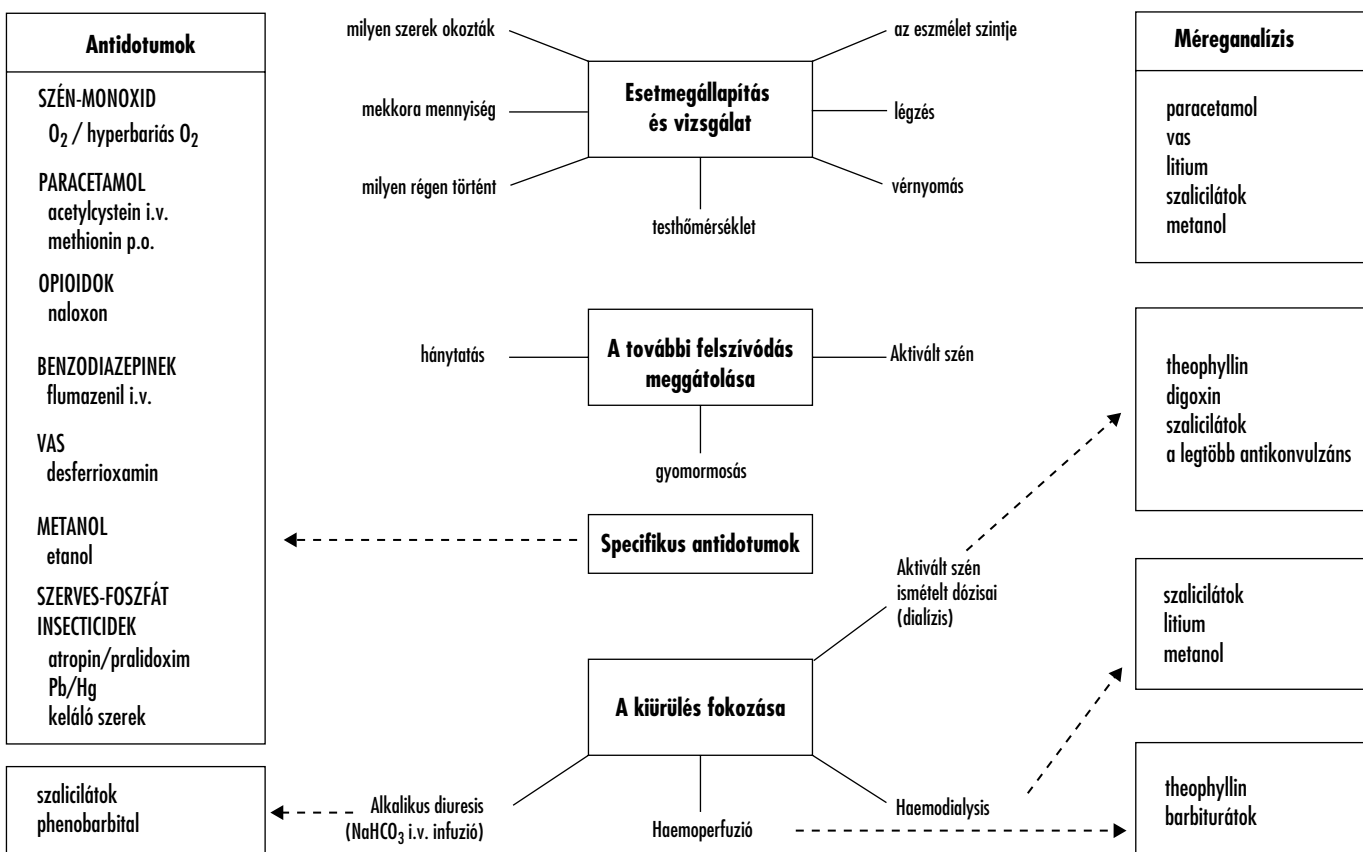 Antidotumok
SZÉN-MONOXID
O2 / hyperbariás O2
PARACETAMOL
acetylcystein i.v.
methionin p.o.
OPIOIDOK
naloxon
BENZODIAZEPINEK
flumazenil i.v.
VAS
desferrioxamin
METANOL
etanol
SZERVES-FOSZFÁT
INSECTICIDEK
atropin/pralidoxim
Pb/Hg
keláló szerek
szalicilátok
phenobarbital
milyen szerek okozták
az eszmélet szintje
Esetmegállapítás
és vizsgálat
mekkora mennyiség
légzés
milyen régen történt
vérnyomás
testhőmérséklet
hánytatás
A további felszívódás
meggátolása
Aktivált szén
gyomormosás
Specifikus antidotumok
Aktivált szén
ismételt dózisai
(dialízis)
A kiürülés fokozása
Alkalikus diuresis
(NaHCO3 i.v. infuzió)
Haemoperfuzió
Haemodialysis
Méreganalízis
paracetamol
vas
litium
szalicilátok
metanol
theophyllin
digoxin
szalicilátok
a legtöbb antikonvulzáns
szalicilátok
litium
metanol
theophyllin
barbiturátok